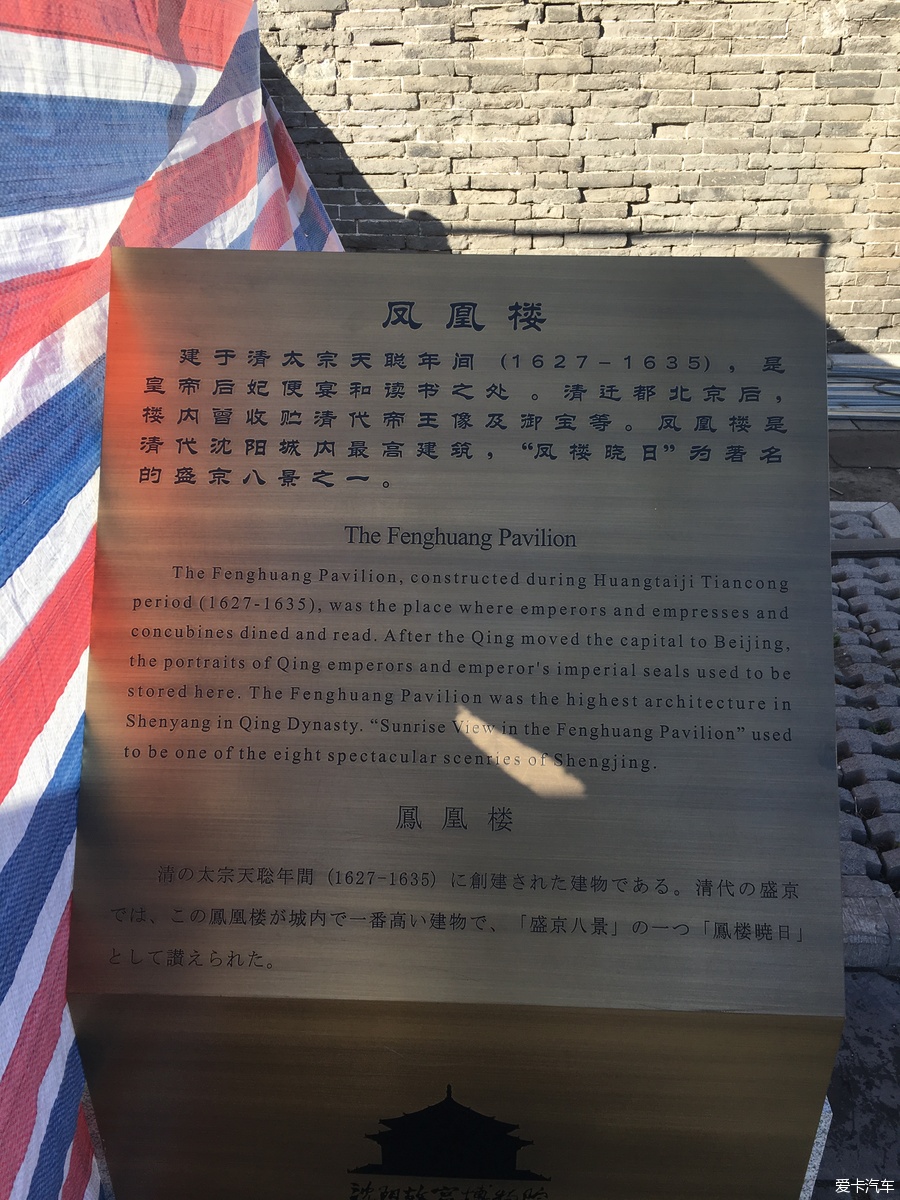 凤凰楼
建于清太宗天聪年间（1627－1635），是
皇帝后妃便宴和读书之处。清迁都北京后，
楼内曾收贮清代帝王像及御宝等。凤凰楼是
清代沈阳城内最高建筑，“凤楼晓日”为著名
的盛京八景之一。
The Fenghuang Pavilion
The Fenghuang Pavilion, constructed during Huangtaiji Tiancong
period (1627-1635), was the place where emperors and empresses and
concubines dined and read. After the Qing moved the capital to Beijing,
the portraits of Qing emperors and emperor's imperial seals used to be
stored here. The Fenghuang Pavilion was the highest architecture in
Shenyang in Qing Dynasty. “Sunrise View in the Fenghuang Pavilion” used
to be one of the eight spectacular scenries of Shengjing.
鳳凰楼
清の太宗天聡年間（1627-1635）に創建された建物である。清代の盛京
では、この鳳凰楼が城内で一番高い建物で、「盛京八景」の一つ「鳳楼暁日」
として讃えられた。
沈阳故宫博物院
爱卡汽车